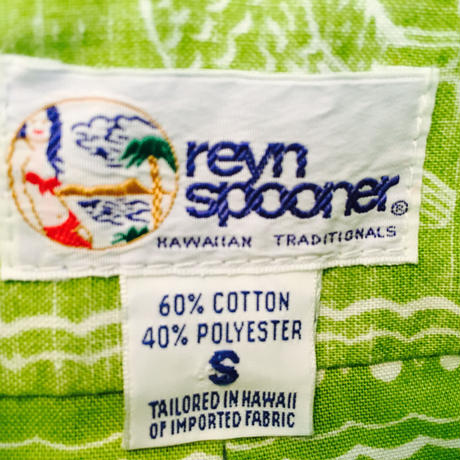 reyn
spooner®
HAWAIIAN TRADITIONALS
60% COTTON
40% POLYESTER
S
TAILORED IN HAWAII
OF IMPORTED FABRIC